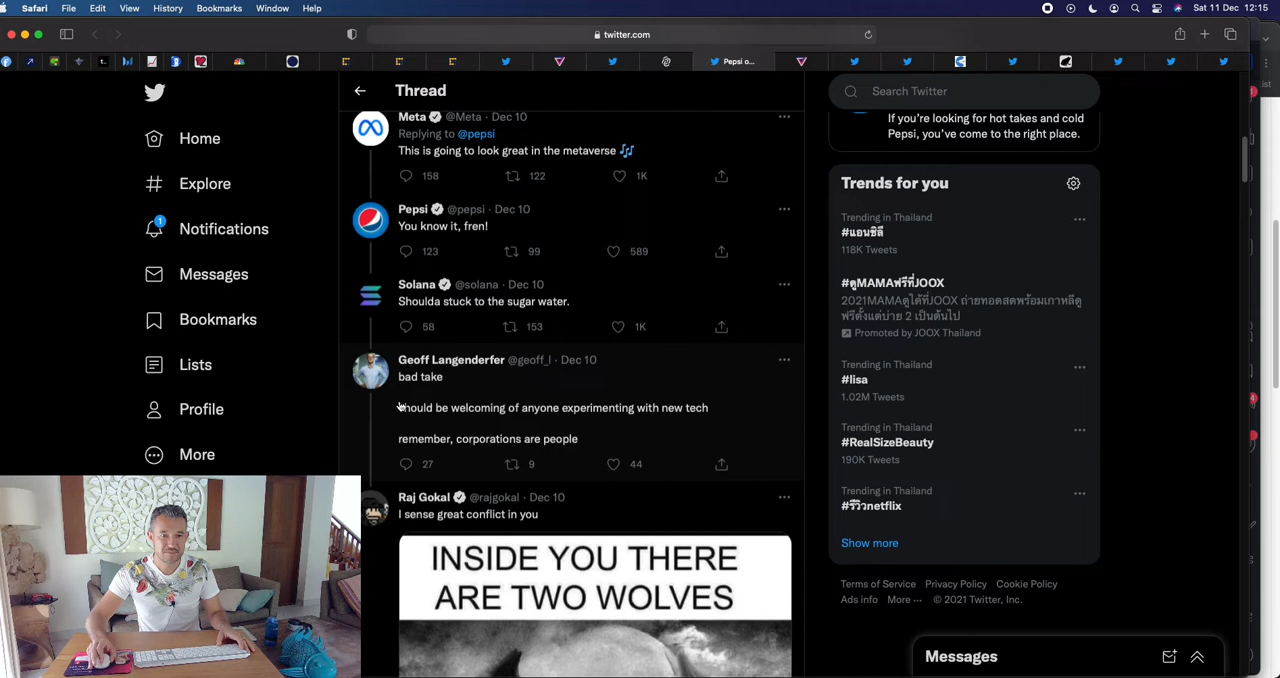 Safari File Edit View History Bookmarks Window Help
Sat 11 Dec 12:15
twitter.com
Pepsi o...
Home
Explore
1
Notifications
Messages
Bookmarks
Lists
Profile
More
Thread
Meta @Meta · Dec 10
Replying to @pepsi
This is going to look great in the metaverse
158 122 1K
Pepsi @pepsi · Dec 10
You know it, fren!
123 99 589
Solana @solana · Dec 10
Shoulda stuck to the sugar water.
58 153 1K
Geoff Langenderfer @geoff_l · Dec 10
bad take
should be welcoming of anyone experimenting with new tech
remember, corporations are people
27 9 44
Raj Gokal @rajgokal · Dec 10
I sense great conflict in you
INSIDE YOU THERE
ARE TWO WOLVES
Search Twitter
If you're looking for hot takes and cold
Pepsi, you've come to the right place.
Trends for you
Trending in Thailand
#แอนชิลี
118K Tweets
#ดูMAMAฟรีที่JOOX
2021MAMAดูได้ที่JOOX ถ่ายทอดสดพร้อมเกาหลีดู
ฟรีตั้งแต่บ่าย 2 เป็นต้นไป
Promoted by JOOX Thailand
Trending in Thailand
#lisa
1.02M Tweets
Trending in Thailand
#RealSizeBeauty
190K Tweets
Trending in Thailand
#รีวิวnetflix
Show more
Terms of Service Privacy Policy Cookie Policy
Ads info More ··· © 2021 Twitter, Inc.
Messages